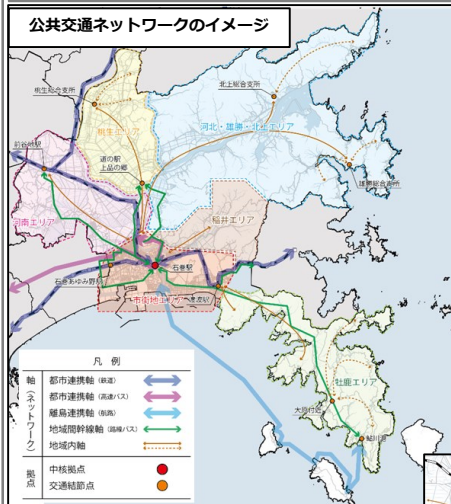 公共交通ネットワークのイメージ
北上総合支所
桃生総合支所
桃生エリア
河北・雄勝・北上エリア
前谷地駅
道の駅
上品の郷
雄勝総合支所
河南エリア
稲井エリア
石巻駅
石巻あゆみ野駅
市街地エリア
渡波駅
牡鹿エリア
大原付近
鮎川港
凡 例
軸(ネットワーク)
都市連携軸(鉄道)
都市連携軸(高速バス)
離島連携軸(航路)
地域間幹線軸(路線バス)
地域内軸
拠点
中核拠点
交通結節点